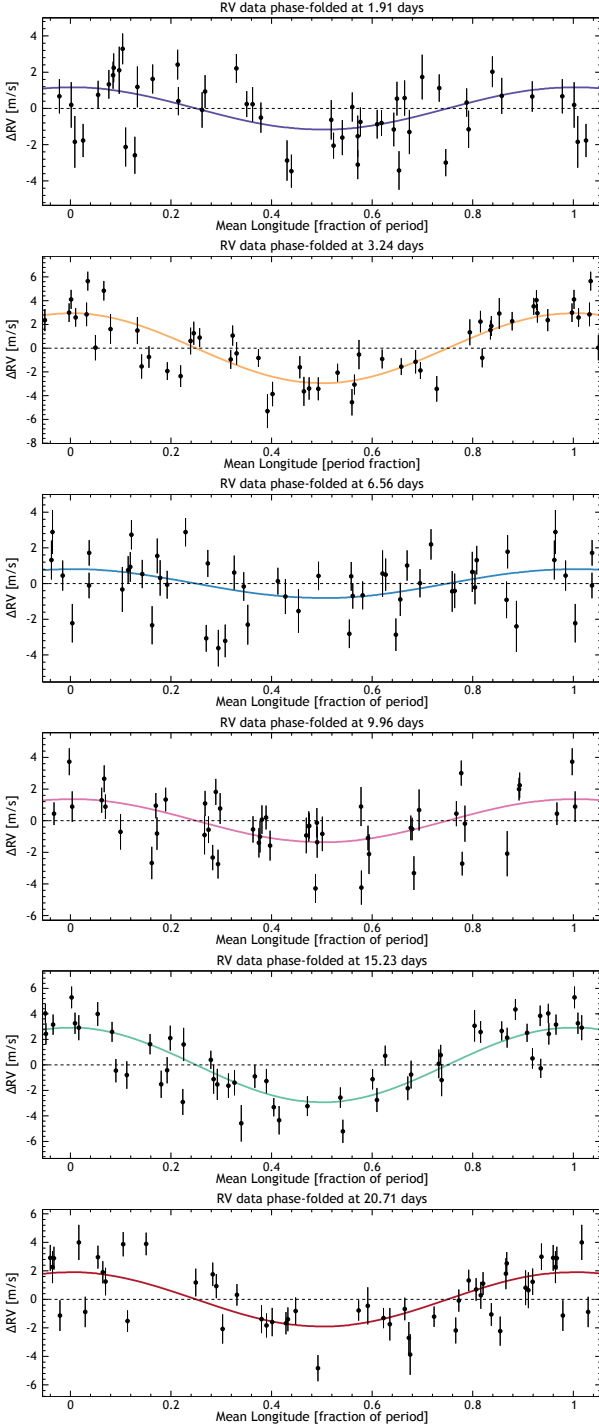 RV data phase-folded at 1.91 days
4
2
0
-2
-4
ΔRV [m/s]
0 0.2 0.4 0.6 0.8 1
Mean Longitude [fraction of period]
RV data phase-folded at 3.24 days
6
4
2
0
-2
-4
-6
-8
ΔRV [m/s]
0 0.2 0.4 0.6 0.8 1
Mean Longitude [period fraction]
RV data phase-folded at 6.56 days
4
2
0
-2
-4
ΔRV [m/s]
0 0.2 0.4 0.6 0.8 1
Mean Longitude [fraction of period]
RV data phase-folded at 9.96 days
4
2
0
-2
-4
-6
ΔRV [m/s]
0 0.2 0.4 0.6 0.8 1
Mean Longitude [fraction of period]
RV data phase-folded at 15.23 days
6
4
2
0
-2
-4
-6
ΔRV [m/s]
0 0.2 0.4 0.6 0.8 1
Mean Longitude [fraction of period]
RV data phase-folded at 20.71 days
6
4
2
0
-2
-4
-6
ΔRV [m/s]
0 0.2 0.4 0.6 0.8 1
Mean Longitude [fraction of period]